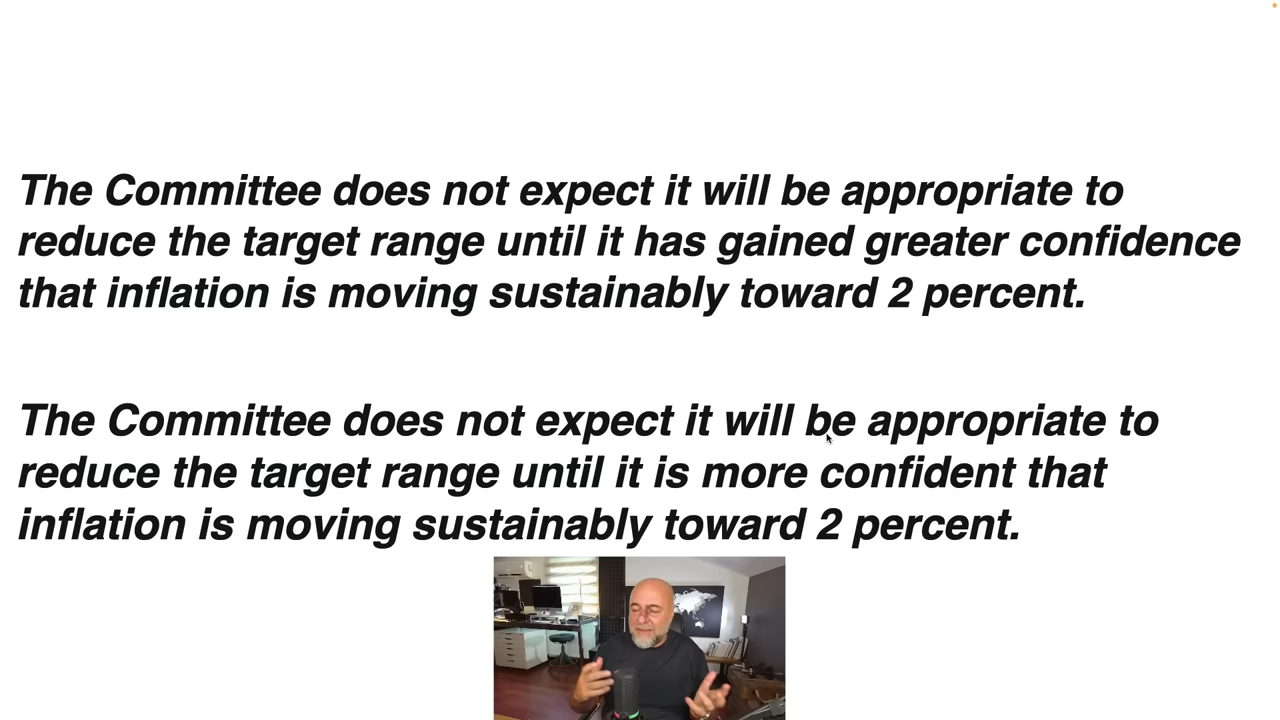 The Committee does not expect it will be appropriate to
reduce the target range until it has gained greater confidence
that inflation is moving sustainably toward 2 percent.
The Committee does not expect it will be appropriate to
reduce the target range until it is more confident that
inflation is moving sustainably toward 2 percent.